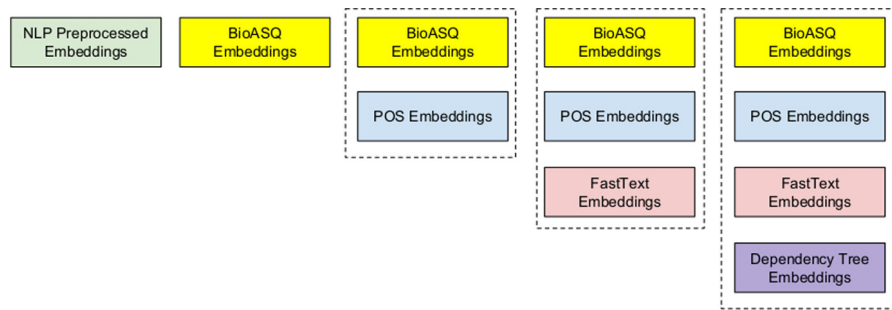 NLP Preprocessed
Embeddings
BioASQ
Embeddings
BioASQ
Embeddings
POS Embeddings
BioASQ
Embeddings
POS Embeddings
FastText
Embeddings
BioASQ
Embeddings
POS Embeddings
FastText
Embeddings
Dependency Tree
Embeddings